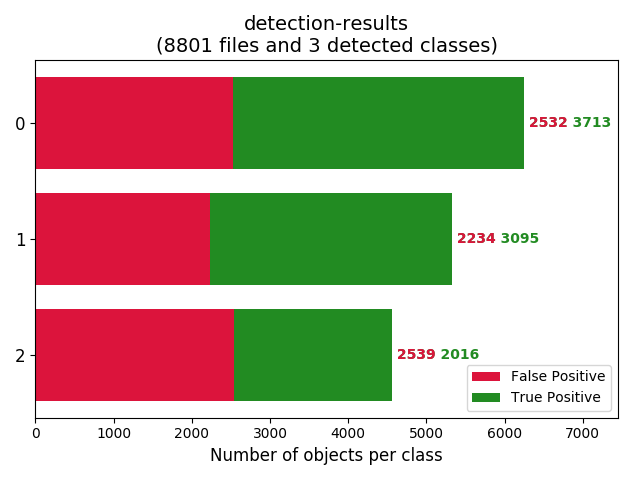 detection-results
(8801 files and 3 detected classes)
0
2532 3713
1
2234 3095
2
2539 2016
False Positive
True Positive
0 1000 2000 3000 4000 5000 6000 7000
Number of objects per class